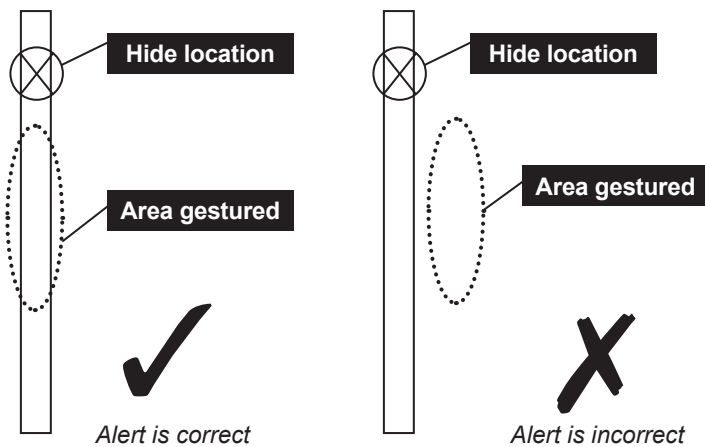 Hide location
Hide location
Area gestured
Area gestured
Alert is correct
Alert is incorrect